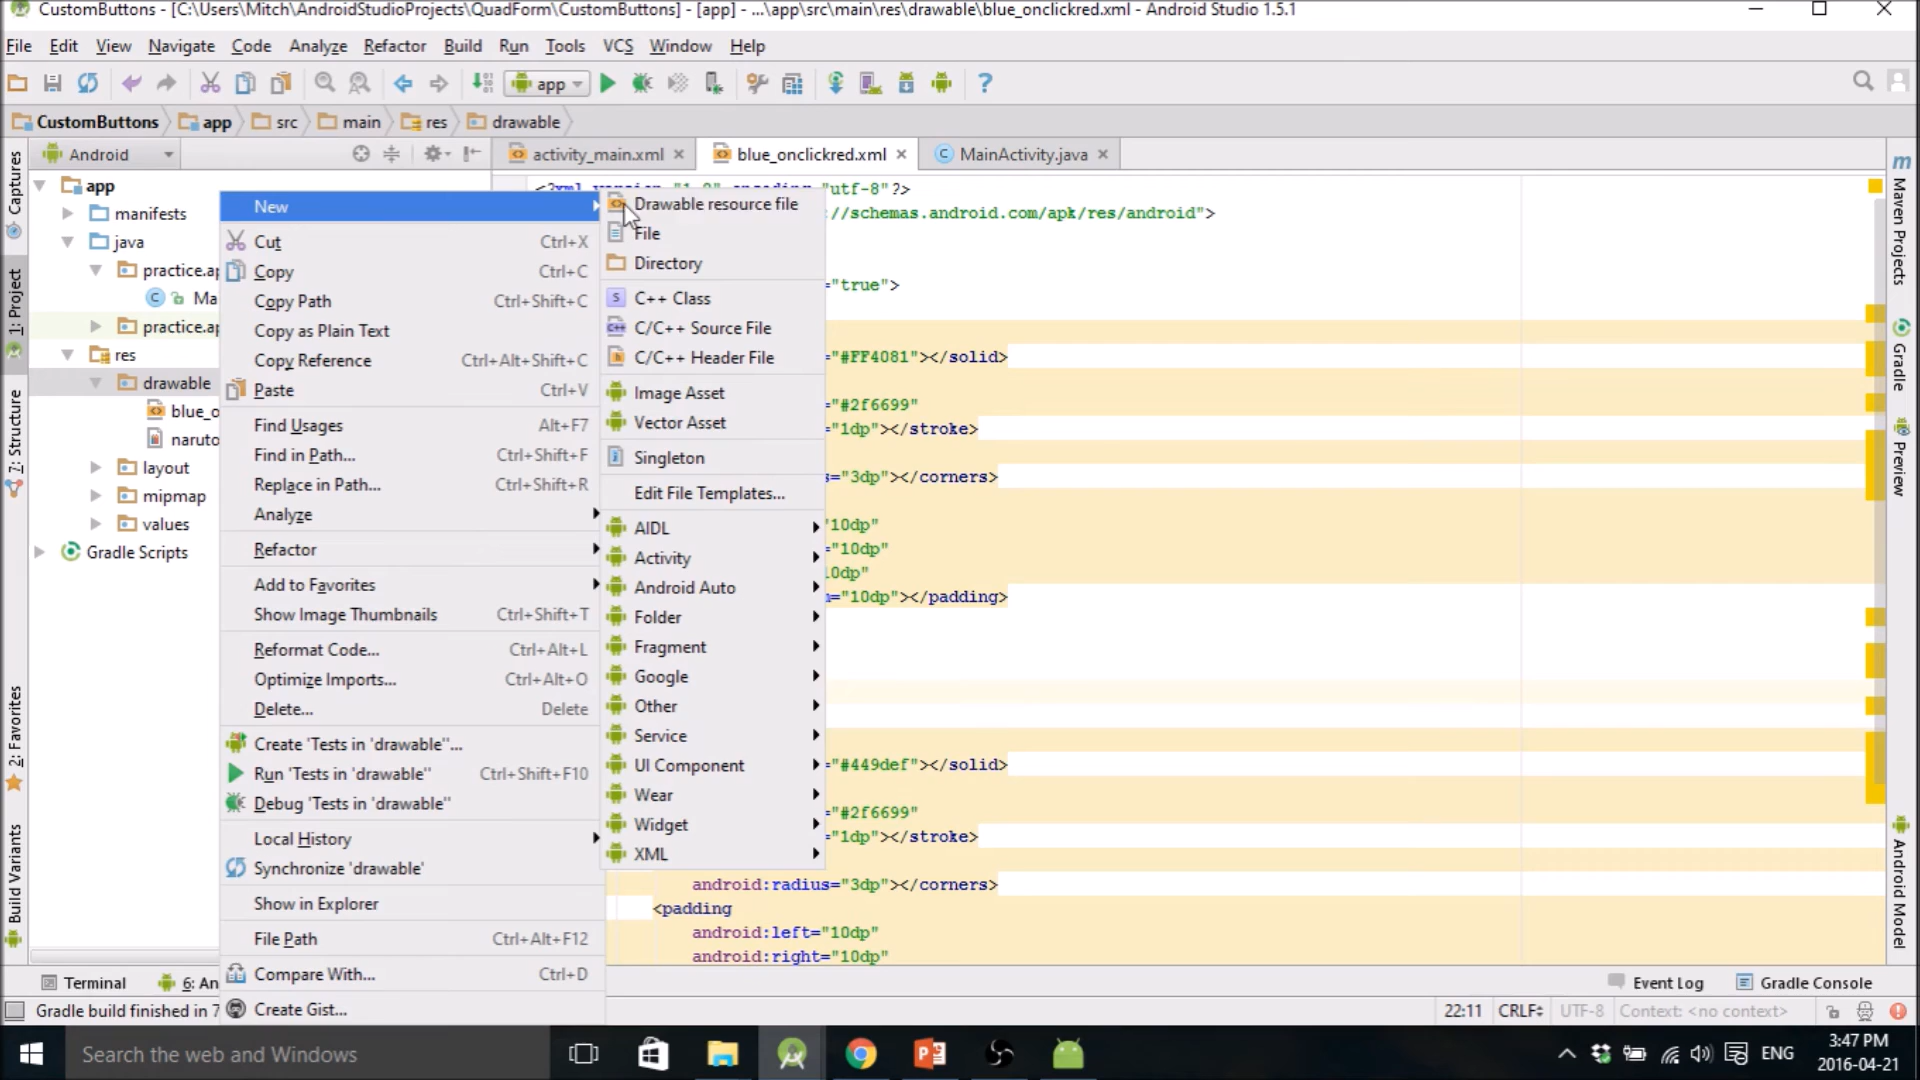 CustomButtons - [C:\Users\Mitch\AndroidStudioProjects\QuadForm\CustomButtons] - [app] - ...\app\src\main\res\drawable\blue_onclickred.xml - Android Studio 1.5.1
File Edit View Navigate Code Analyze Refactor Build Run Tools VCS Window Help
app
CustomButtons app src main res drawable
Android
activity_main.xml blue_onclickred.xml MainActivity.java
Captures
1: Project
7: Structure
2: Favorites
Build Variants
app
manifests
java
practice.ap
Ma
practice.ap
res
drawable
blue_o
naruto
layout
mipmap
values
Gradle Scripts
New
Cut Ctrl+X
Copy Ctrl+C
Copy Path Ctrl+Shift+C
Copy as Plain Text
Copy Reference Ctrl+Alt+Shift+C
Paste Ctrl+V
Find Usages Alt+F7
Find in Path... Ctrl+Shift+F
Replace in Path... Ctrl+Shift+R
Analyze
Refactor
Add to Favorites
Show Image Thumbnails Ctrl+Shift+T
Reformat Code... Ctrl+Alt+L
Optimize Imports... Ctrl+Alt+O
Delete... Delete
Create 'Tests in 'drawable''...
Run 'Tests in 'drawable'' Ctrl+Shift+F10
Debug 'Tests in 'drawable''
Local History
Synchronize 'drawable'
Show in Explorer
File Path Ctrl+Alt+F12
Compare With... Ctrl+D
Create Gist...
Drawable resource file
File
Directory
C++ Class
C/C++ Source File
C/C++ Header File
Image Asset
Vector Asset
Singleton
Edit File Templates...
AIDL
Activity
Android Auto
Folder
Fragment
Google
Other
Service
UI Component
Wear
Widget
XML
<?xml version="1.0" encoding="utf-8"?>
://schemas.android.com/apk/res/android">
="true">
="#FF4081"></solid>
="#2f6699"
="1dp"></stroke>
s="3dp"></corners>
="10dp"
="10dp"
10dp"
m="10dp"></padding>
="#449def"></solid>
="#2f6699"
="1dp"></stroke>
android:radius="3dp"></corners>
<padding
android:left="10dp"
android:right="10dp"
Maven Projects
Gradle
Preview
Android Model
Terminal 6: An Event Log Gradle Console
Gradle build finished in 7 22:11 CRLF UTF-8 Context: <no context>
Search the web and Windows
ENG
3:47 PM
2016-04-21